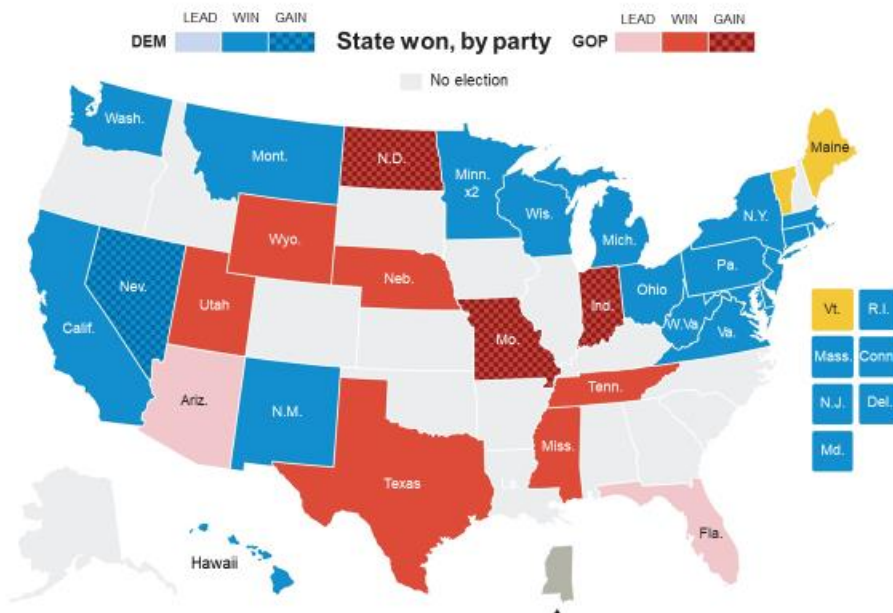 LEAD WIN GAIN LEAD WIN GAIN
DEM State won, by party GOP
No election
Wash.
Mont.
N.D.
Minn.
x2
Wis.
Mich.
Maine
N.Y.
Wyo.
Neb.
Pa.
Nev.
Utah
Ind.
Ohio
Calif.
Mo.
W.Va
Va.
Vt. R.I.
Mass. Conn
Ariz.
N.M.
Tenn.
N.J. Del.
Miss.
Md.
Texas
La.
Fla.
Hawaii